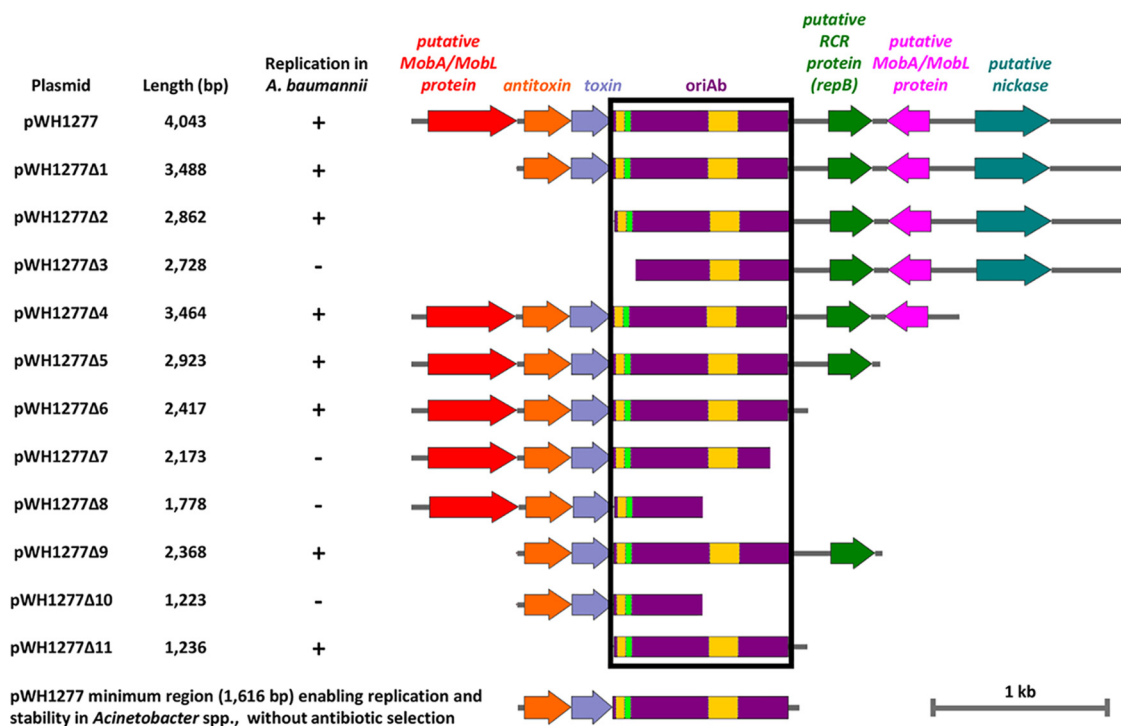 putative
putative RCR putative
Replication in MobA/MobL protein MobA/MobL putative
Plasmid Length (bp) A. baumannii protein antitoxin toxin oriAb (repB) protein nickase
pWH1277 4,043 +
pWH1277Δ1 3,488 +
pWH1277Δ2 2,862 +
pWH1277Δ3 2,728 -
pWH1277Δ4 3,464 +
pWH1277Δ5 2,923 +
pWH1277Δ6 2,417 +
pWH1277Δ7 2,173 -
pWH1277Δ8 1,778 -
pWH1277Δ9 2,368 +
pWH1277Δ10 1,223 -
pWH1277Δ11 1,236 +
pWH1277 minimum region (1,616 bp) enabling replication and
stability in Acinetobacter spp., without antibiotic selection
1 kb